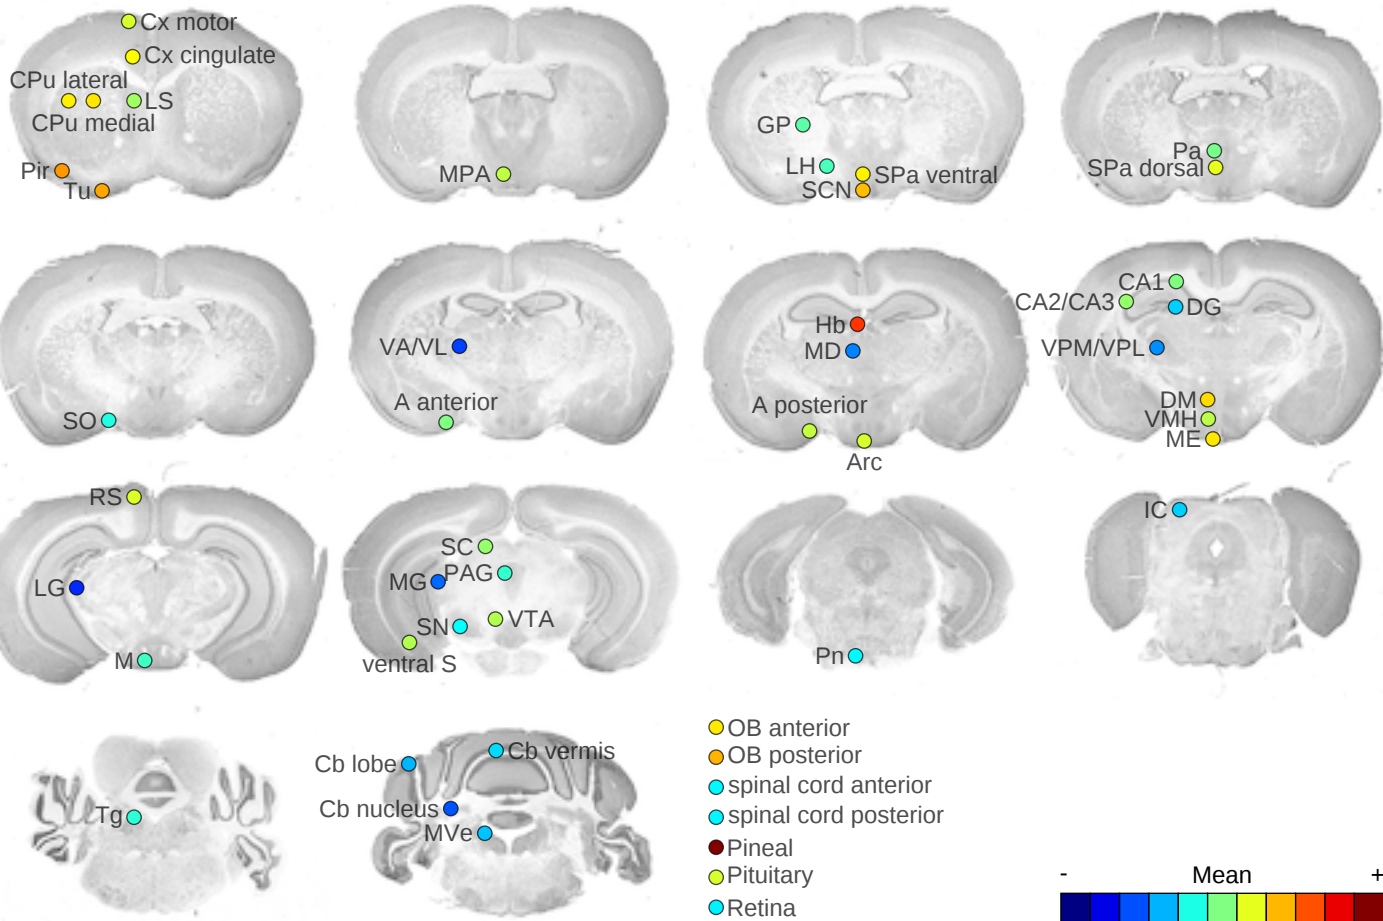 Cx motor
Cx cingulate
CPu lateral
LS
CPu medial
Pir
Tu
MPA
GP
LH
SPa ventral
SCN
Pa
SPa dorsal
SO
VA/VL
A anterior
Hb
MD
A posterior
Arc
CA1
CA2/CA3
DG
VPM/VPL
DM
VMH
ME
RS
LG
M
SC
MG
PAG
SN
VTA
ventral S
Pn
IC
Tg
Cb lobe
Cb vermis
Cb nucleus
MVe
OB anterior
OB posterior
spinal cord anterior
spinal cord posterior
Pineal
Pituitary
Retina
- Mean +